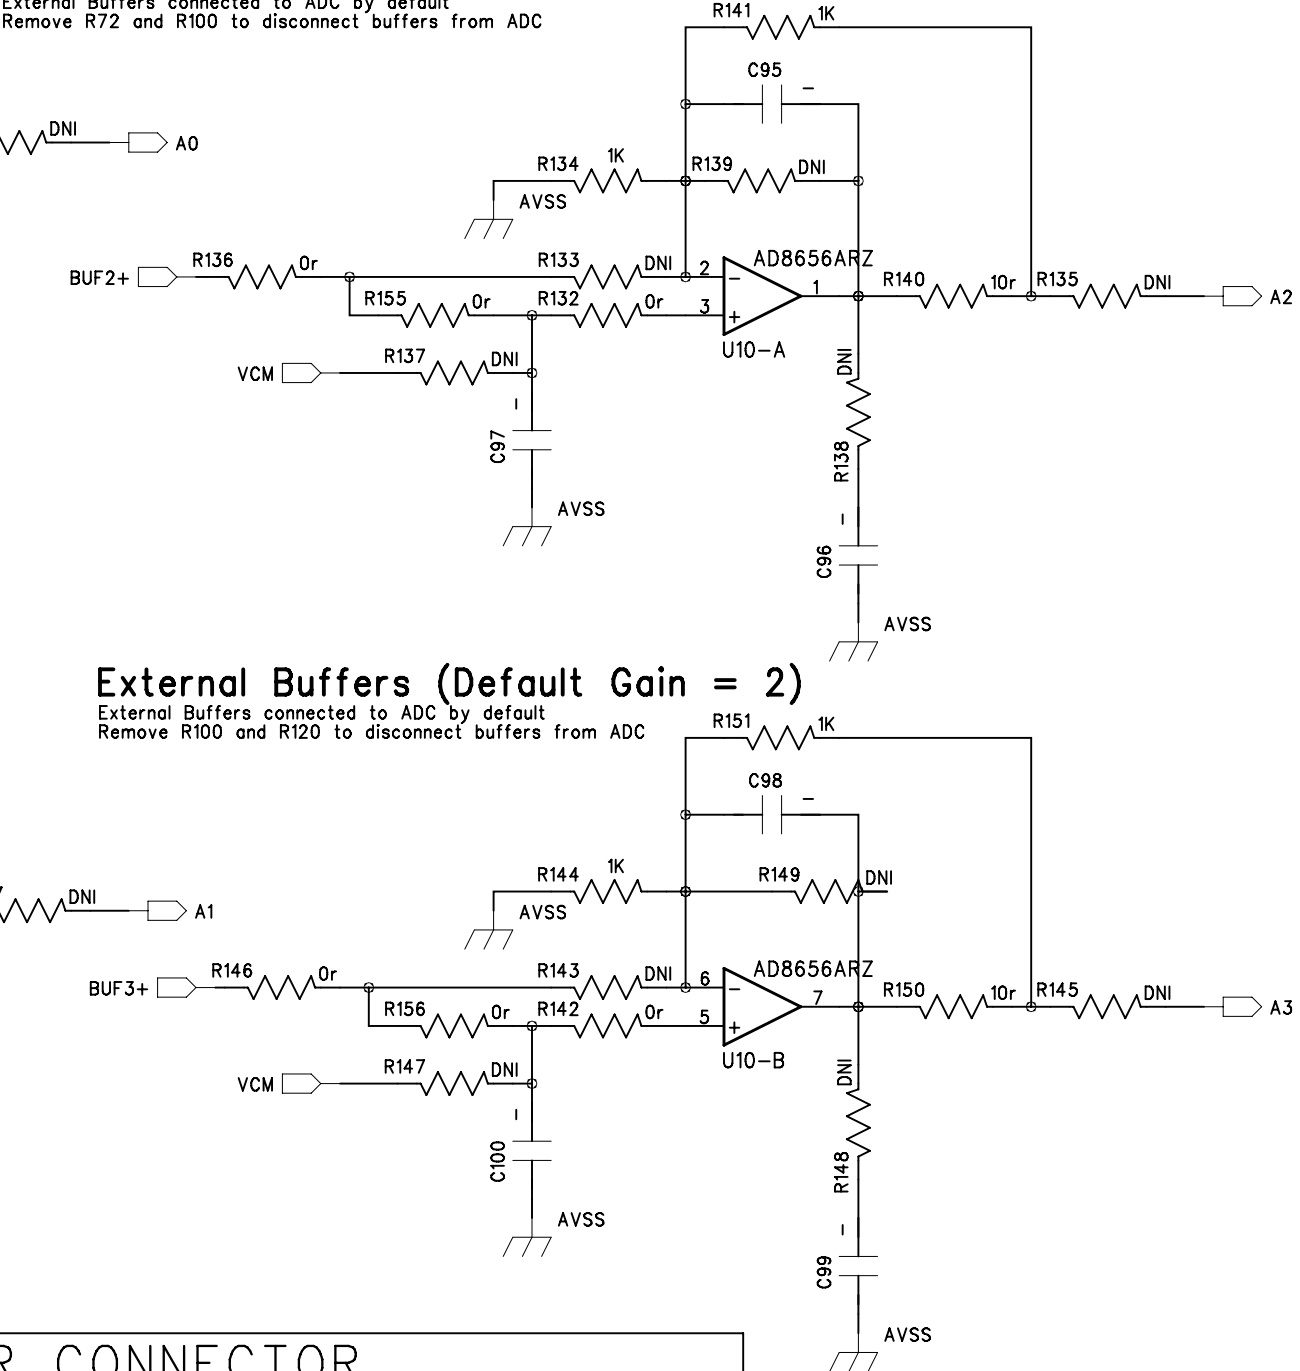 External Buffers connected to ADC by default
Remove R72 and R100 to disconnect buffers from ADC
R141 1K
C95 −
DNI A0
R134 1K R139 DNI
AVSS
R136 0r R133 DNI 2 − AD8656ARZ
BUF2+
1 R140 10r R135 DNI A2
R155 0r R132 0r 3 +
U10-A
VCM R137 DNI
DNI
−
C97
R138
AVSS
−
C96
AVSS
External Buffers (Default Gain = 2)
External Buffers connected to ADC by default
Remove R100 and R120 to disconnect buffers from ADC
R151 1K
C98 −
R144 1K R149 DNI
DNI A1
AVSS
R146 0r R143 DNI 6 − AD8656ARZ
BUF3+
7 R150 10r R145 DNI A3
R156 0r R142 0r 5 +
U10-B
VCM R147 DNI
DNI
−
C100
R148
AVSS
−
C99
AVSS
R CONNECTOR